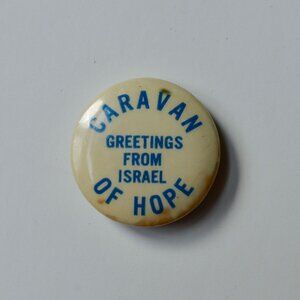 CARAVAN
GREETINGS
FROM
ISRAEL
OF HOPE